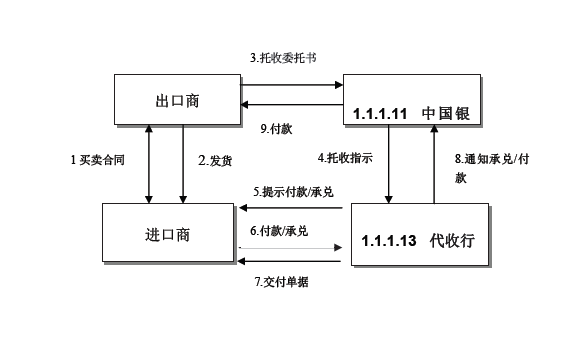 3.托收委托书
出口商
1.1.1.11 中国银
9.付款
1 买卖合同
2.发货
4.托收指示
8.通知承兑/付
款
5.提示付款/承兑
进口商
6.付款/承兑
1.1.1.13 代收行
7.交付单据